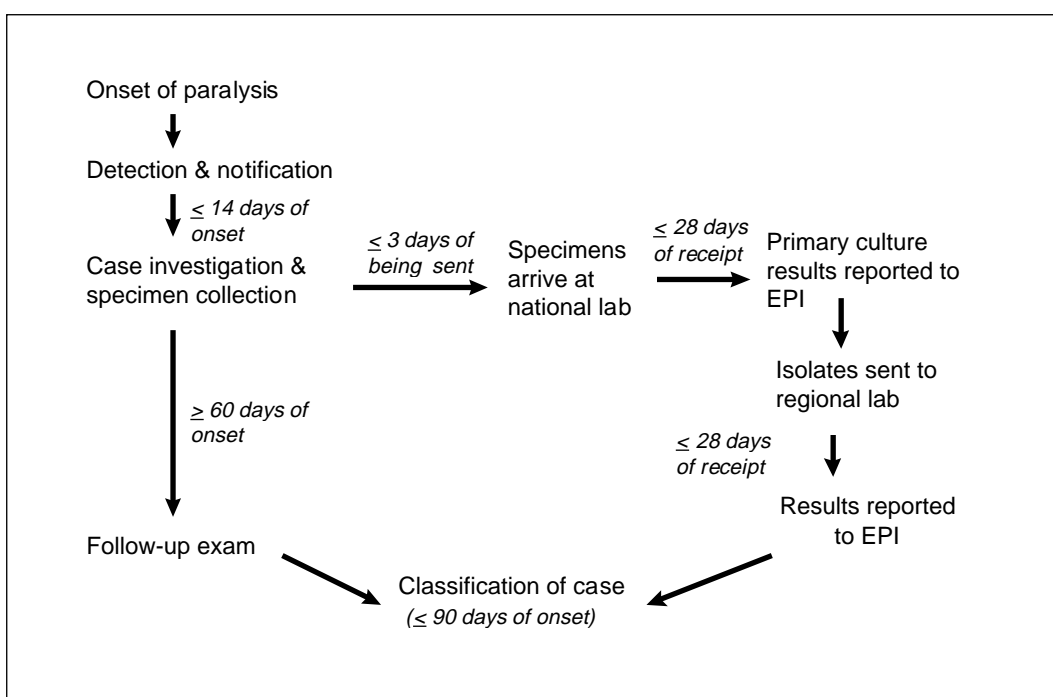 Onset of paralysis
Detection & notification
≤ 14 days of
onset
Case investigation &
specimen collection
≤ 3 days of
being sent
Specimens
arrive at
national lab
≤ 28 days
of receipt
Primary culture
results reported to
EPI
Isolates sent to
regional lab
≤ 28 days
of receipt
Results reported
to EPI
≥ 60 days of
onset
Follow-up exam
Classification of case
(≤ 90 days of onset)